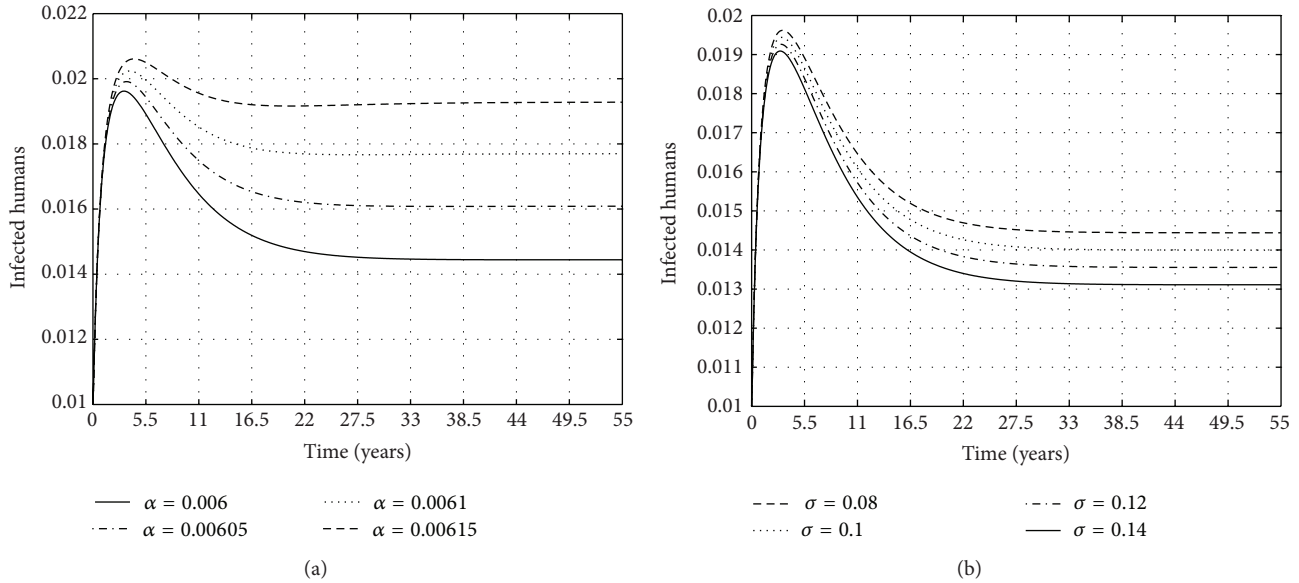 0.022
0.02
0.018
0.016
0.014
0.012
0.01
Infected humans
0 5.5 11 16.5 22 27.5 33 38.5 44 49.5 55
Time (years)
α = 0.006
α = 0.00605
α = 0.0061
α = 0.00615
(a)
0.02
0.019
0.018
0.017
0.016
0.015
0.014
0.013
0.012
0.011
0.01
Infected humans
0 5.5 11 16.5 22 27.5 33 38.5 44 49.5 55
Time (years)
σ = 0.08
σ = 0.1
σ = 0.12
σ = 0.14
(b)